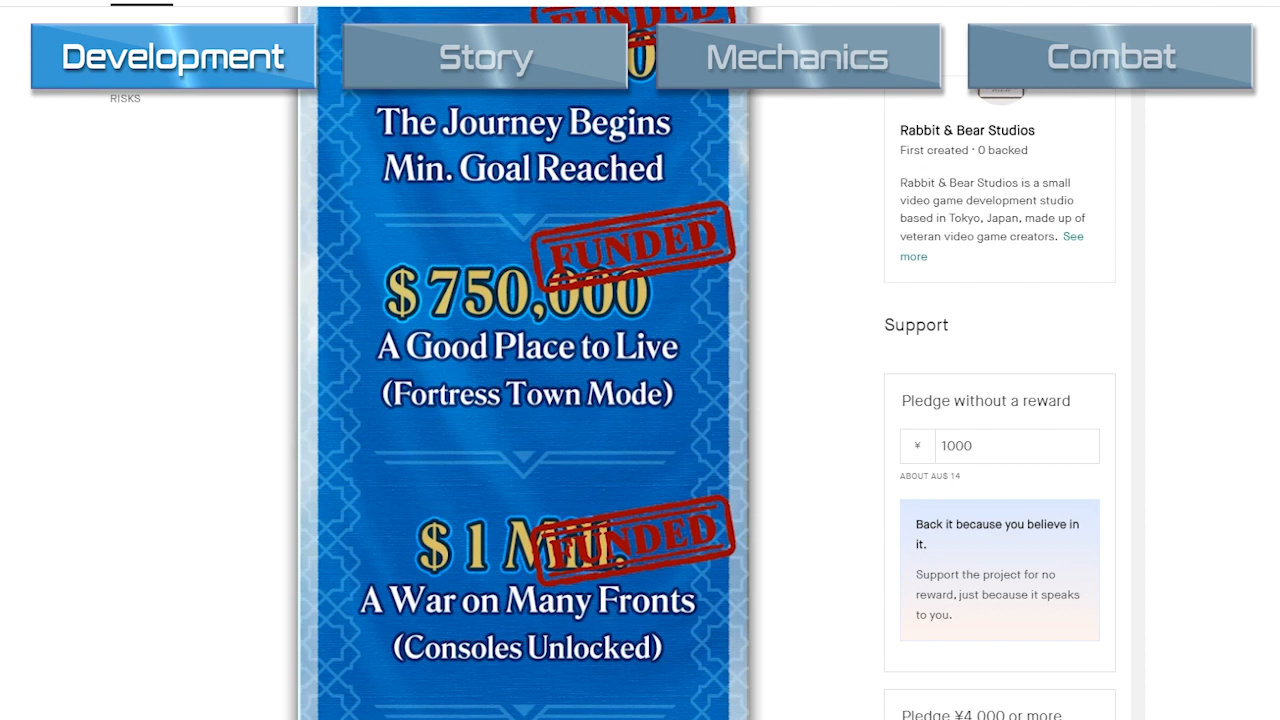 Development
Story
Mechanics
Combat
RISKS
FUNDED
0
The Journey Begins
Min. Goal Reached
FUNDED
$ 750,000
A Good Place to Live
(Fortress Town Mode)
FUNDED
$ 1 Mill.
A War on Many Fronts
(Consoles Unlocked)
Rabbit & Bear Studios
First created · 0 backed
Rabbit & Bear Studios is a small
video game development studio
based in Tokyo, Japan, made up of
veteran video game creators. See
more
Support
Pledge without a reward
¥ 1000
ABOUT AU$ 14
Back it because you believe in
it.
Support the project for no
reward, just because it speaks
to you.
Pledge ¥4,000 or more